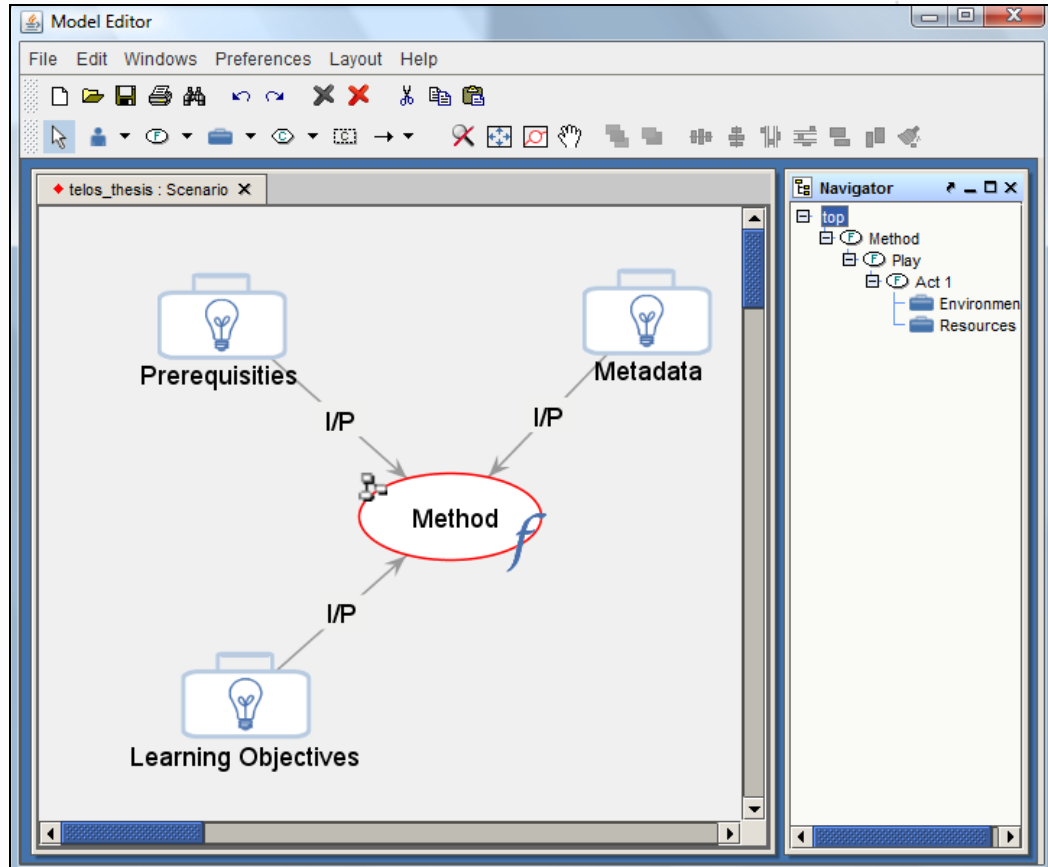 Model Editor
File Edit Windows Preferences Layout Help
F C C
telos_thesis : Scenario
Navigator
top
F Method
F Play
F Act 1
Environmen
Resources
Prerequisities
Metadata
I/P
I/P
Method
f
I/P
Learning Objectives